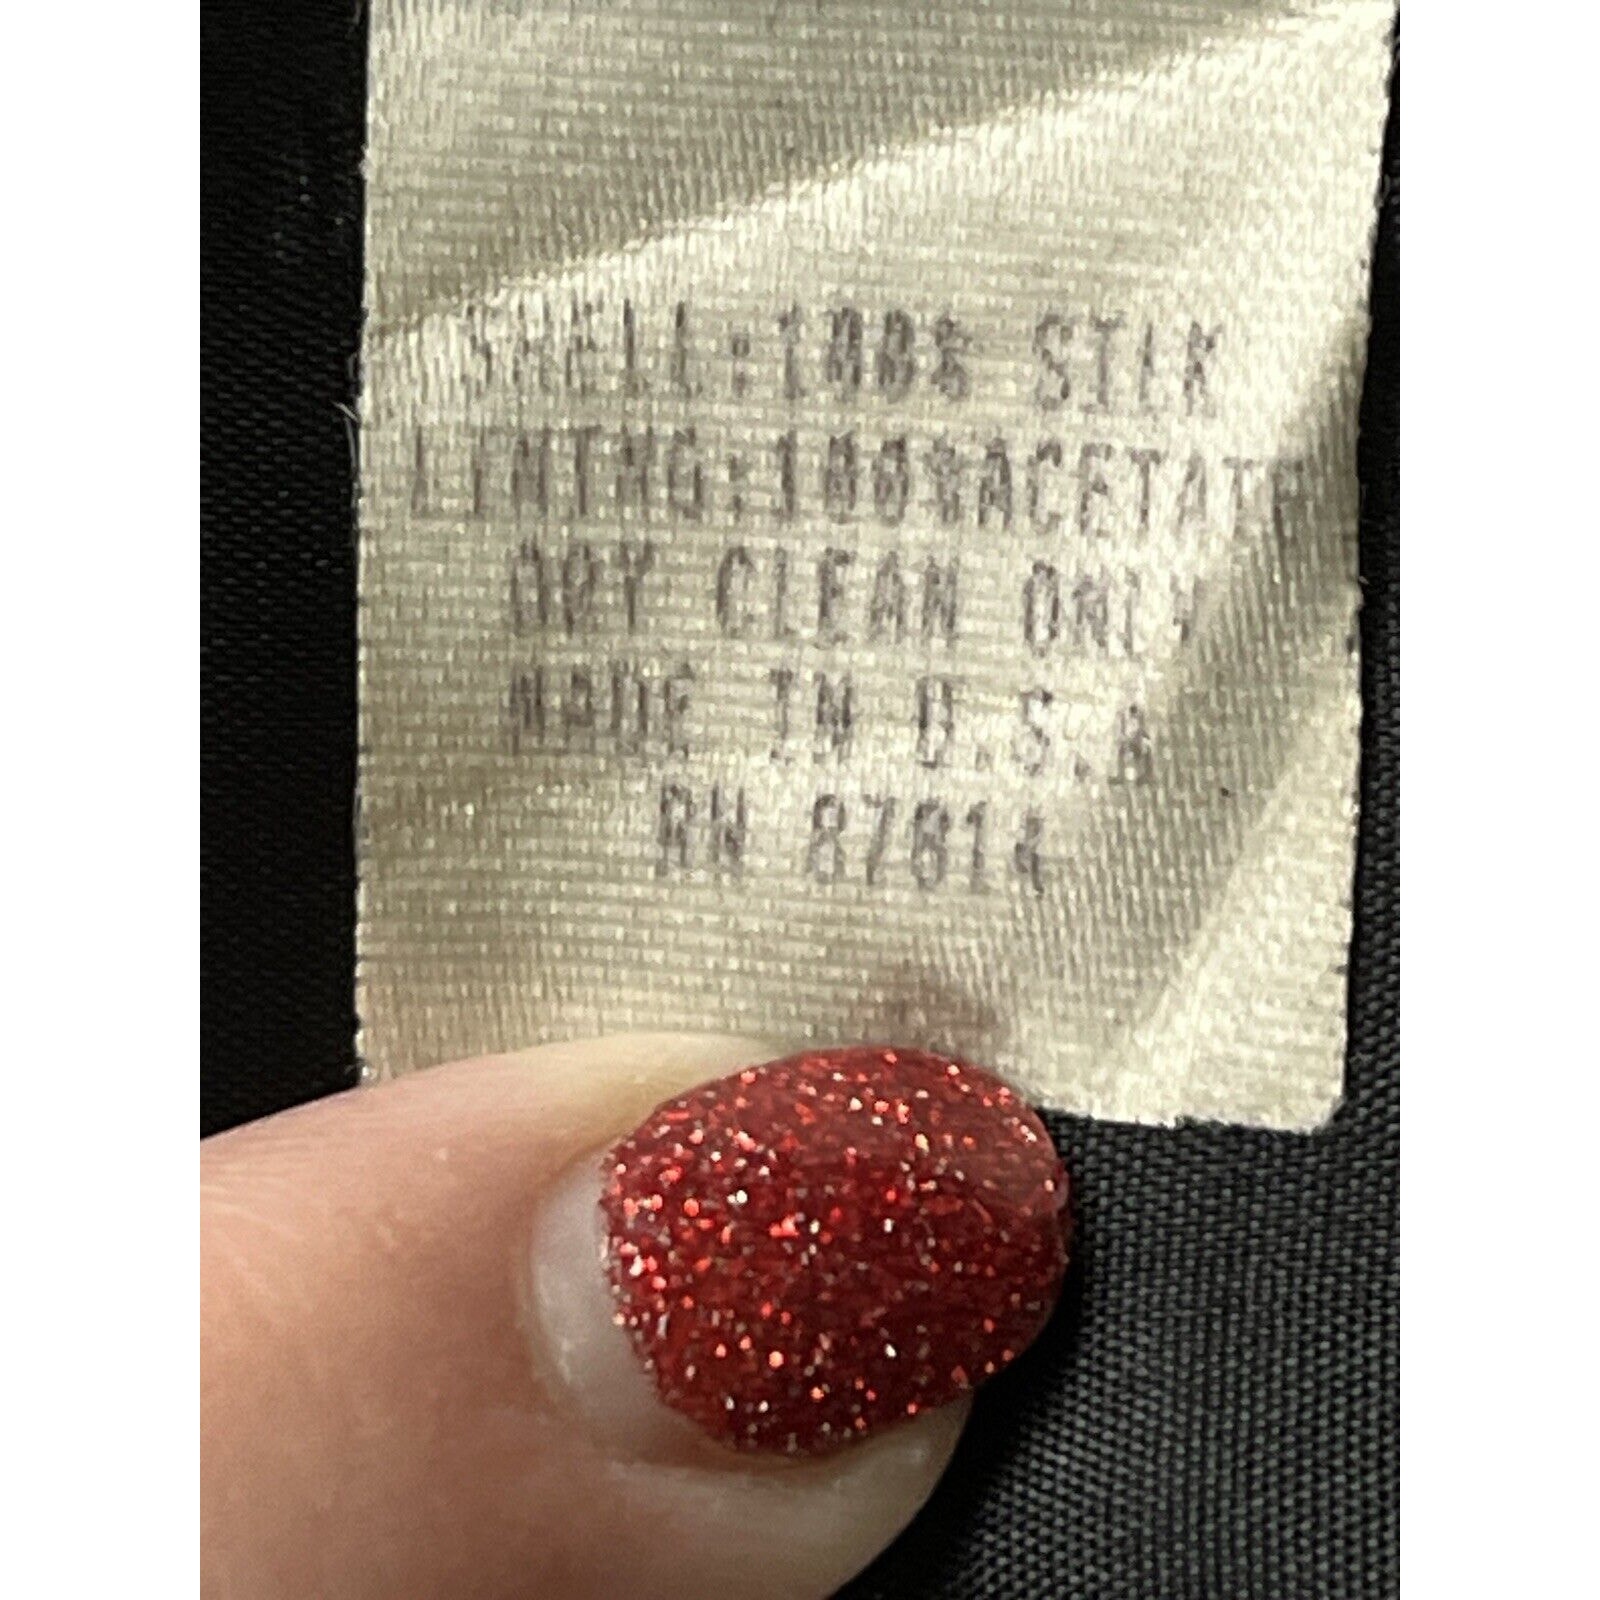 SHELL:100% SILK
LINING:100%ACETATE
DRY CLEAN ONLY
MADE IN U.S.A
RN 87814